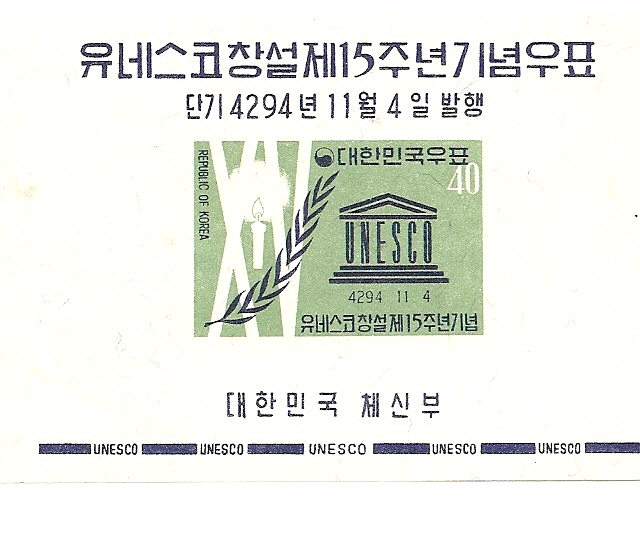 유네스코창설제15주년기념우표
단기4294년 11월 4일 발행
REPUBLIC OF KOREA
대한민국우표
40
UNESCO
4294 11 4
유네스코창설제15주년기념
대한민국 체신부
UNESCO UNESCO UNESCO UNESCO UNESCO